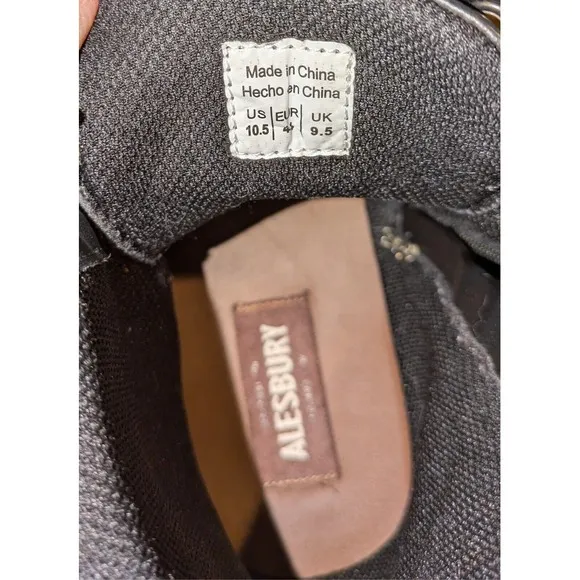 Made in China
Hecho en China
US EUR UK
10.5 9.5
ALESBURY